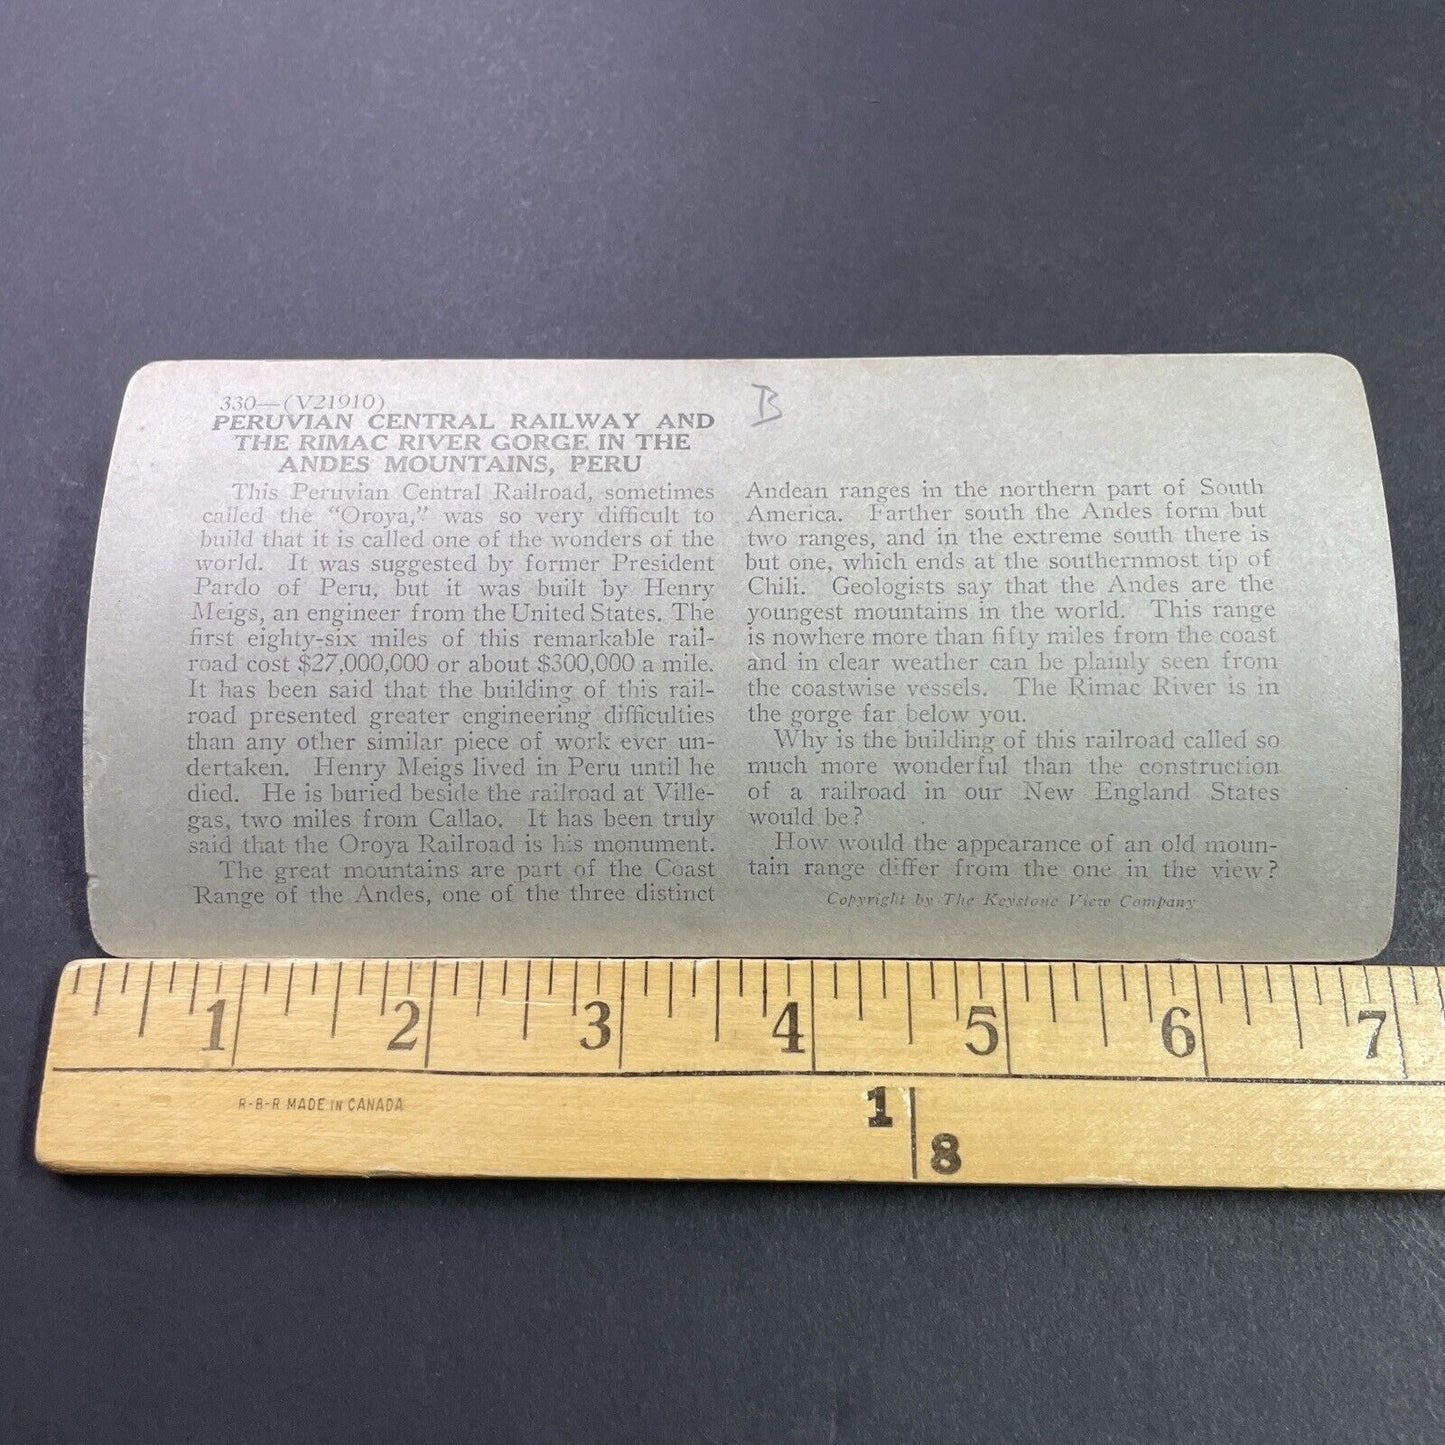 330—(V21910)
PERUVIAN CENTRAL RAILWAY AND
THE RIMAC RIVER GORGE IN THE
ANDES MOUNTAINS, PERU
This Peruvian Central Railroad, sometimes
called the "Oroya," was so very difficult to
build that it is called one of the wonders of the
world. It was suggested by former President
Pardo of Peru, but it was built by Henry
Meigs, an engineer from the United States. The
first eighty-six miles of this remarkable rail-
road cost $27,000,000 or about $300,000 a mile.
It has been said that the building of this rail-
road presented greater engineering difficulties
than any other similar piece of work ever un-
dertaken. Henry Meigs lived in Peru until he
died. He is buried beside the railroad at Ville-
gas, two miles from Callao. It has been truly
said that the Oroya Railroad is his monument.
The great mountains are part of the Coast
Range of the Andes, one of the three distinct
B
Andean ranges in the northern part of South
America. Farther south the Andes form but
two ranges, and in the extreme south there is
but one, which ends at the southernmost tip of
Chili. Geologists say that the Andes are the
youngest mountains in the world. This range
is nowhere more than fifty miles from the coast
and in clear weather can be plainly seen from
the coastwise vessels. The Rimac River is in
the gorge far below you.
Why is the building of this railroad called so
much more wonderful than the construction
of a railroad in our New England States
would be?
How would the appearance of an old moun-
tain range differ from the one in the view?
Copyright by The Keystone View Company
1 2 3 4 5 6 7
R-B-R MADE IN CANADA
1
8